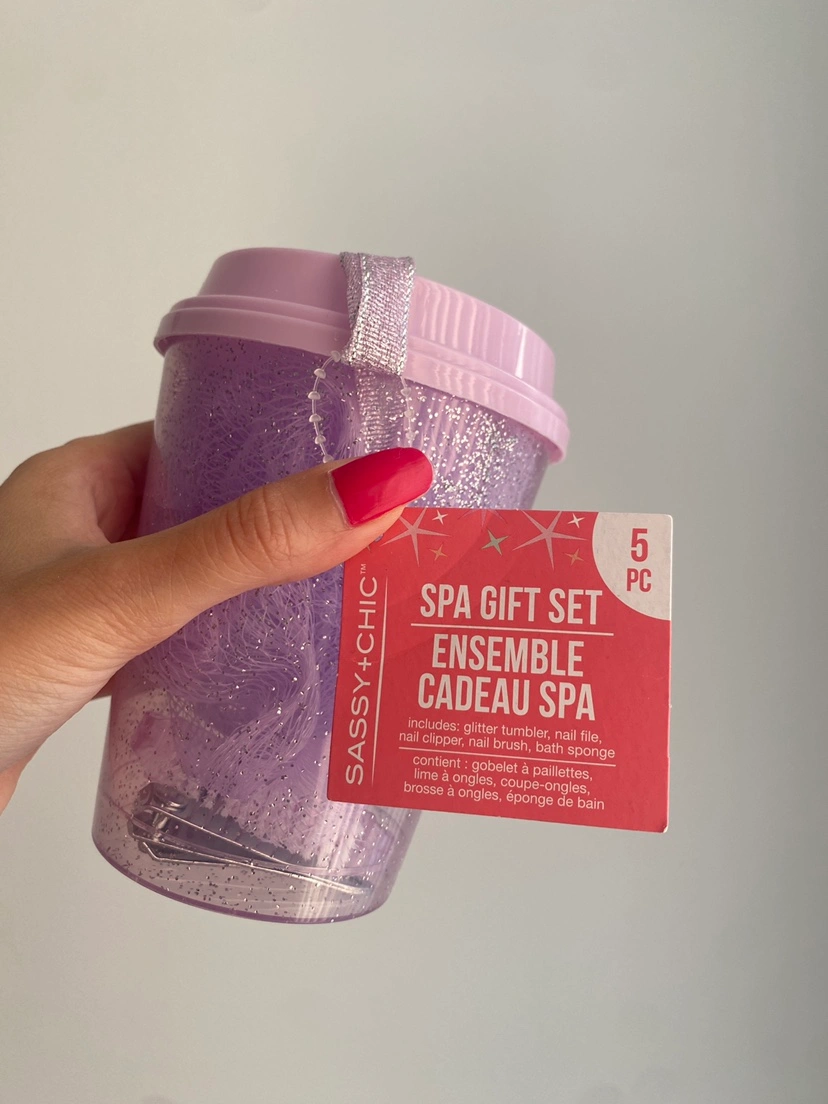 5
PC
SASSY+CHIC™
SPA GIFT SET
ENSEMBLE
CADEAU SPA
includes: glitter tumbler, nail file,
nail clipper, nail brush, bath sponge
contient : gobelet à paillettes,
lime à ongles, coupe-ongles,
brosse à ongles, éponge de bain